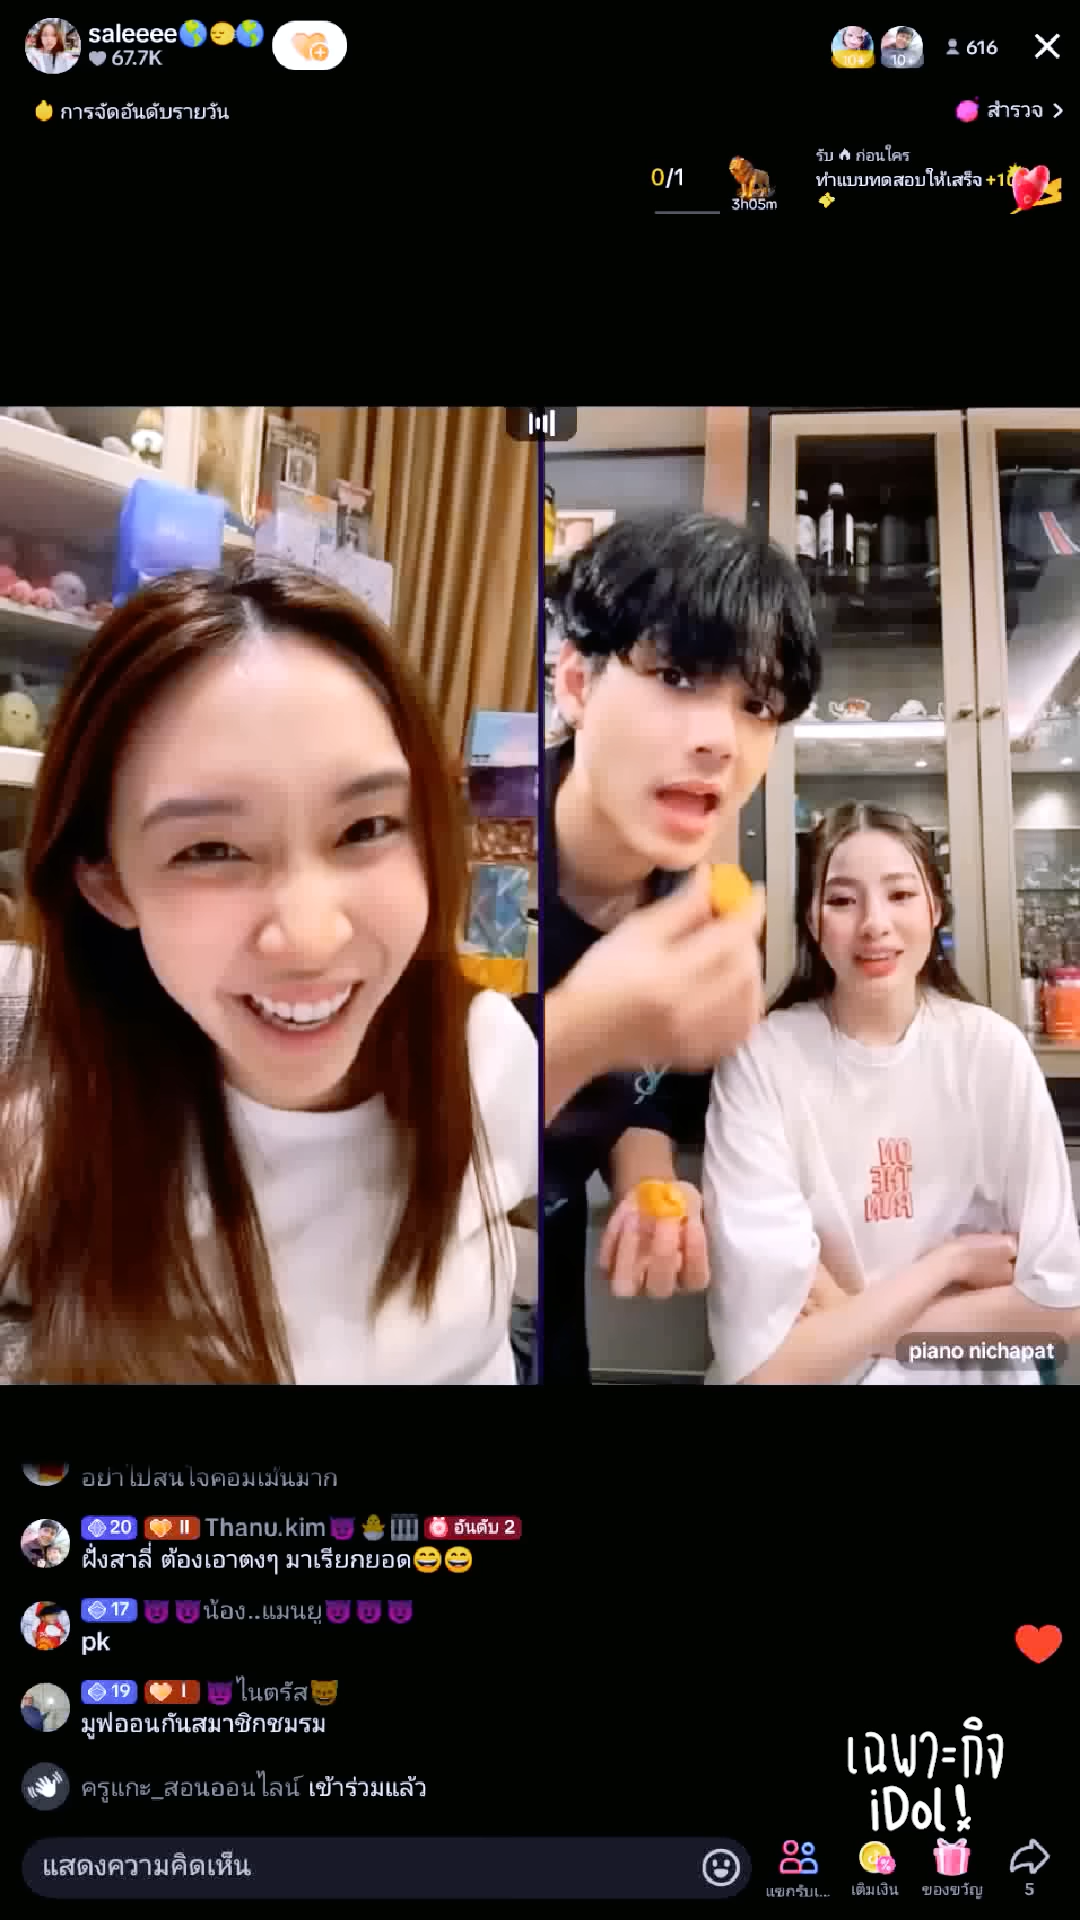 saleeee🌎😴🌎
67.7K
616
10+
10+
การจัดอันดับรายวัน
สำรวจ
0/1
3h05m
รับ 🔥 ก่อนใคร
ทำแบบทดสอบให้เสร็จ +10
piano nichapat
อย่าไปสนใจคอมเม้นมาก
20 II Thanu.kim😈🐣🎹 อันดับ 2
ฝั่งสาลี่ ต้องเอาตงๆ มาเรียกยอด😄😄
17 😈😈น้อง..แมนยู😈😈😈
pk
19 I 😈ไนตรัส😺
มูฟออนกันสมาชิกชมรม
ครูแกะ_สอนออนไลน์ เข้าร่วมแล้ว
เฉพาะกิจ
iDol!
แสดงความคิดเห็น
แขกรับเ...
เติมเงิน
ของขวัญ
5